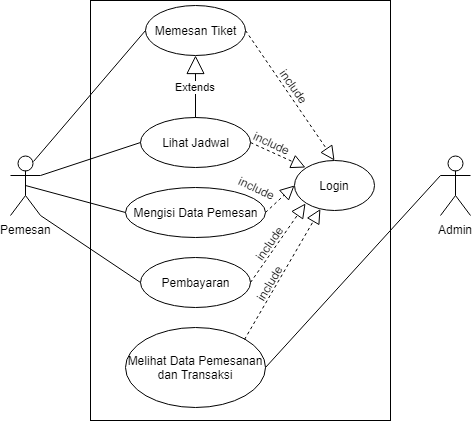 Memesan Tiket
include
Extends
Lihat Jadwal
include
Login
include
Mengisi Data Pemesan
Pemesan
Admin
include
Pembayaran
include
Melihat Data Pemesanan
dan Transaksi